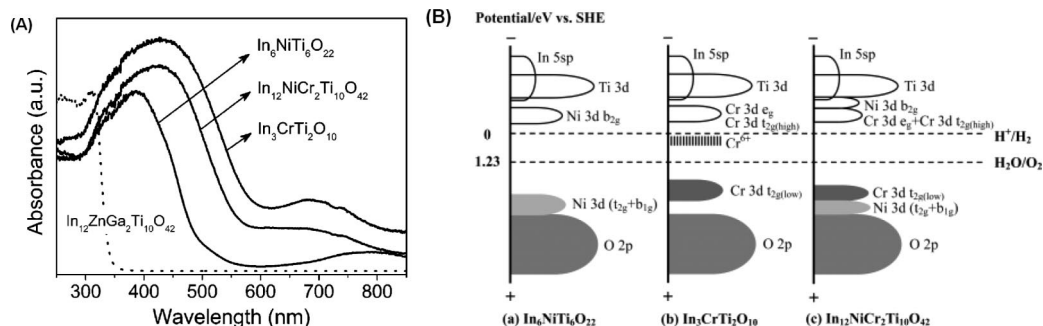 (A)
In₆NiTi₆O₂₂
In₁₂NiCr₂Ti₁₀O₄₂
In₃CrTi₂O₁₀
In₁₂ZnGa₂Ti₁₀O₄₂
Absorbance (a.u.)
300 400 500 600 700 800
Wavelength (nm)
(B)
Potential/eV vs. SHE
−
In 5sp
Ti 3d
Ni 3d b₂g
0
1.23
Ni 3d (t₂g+b₁g)
O 2p
+
(a) In₆NiTi₆O₂₂
−
In 5sp
Ti 3d
Cr 3d eg
Cr 3d t₂g(high)
Cr⁶⁺
Cr 3d t₂g(low)
O 2p
+
(b) In₃CrTi₂O₁₀
−
In 5sp
Ti 3d
Ni 3d b₂g
Cr 3d eg+Cr 3d t₂g(high)
H⁺/H₂
H₂O/O₂
Cr 3d t₂g(low)
Ni 3d (t₂g+b₁g)
O 2p
+
(c) In₁₂NiCr₂Ti₁₀O₄₂